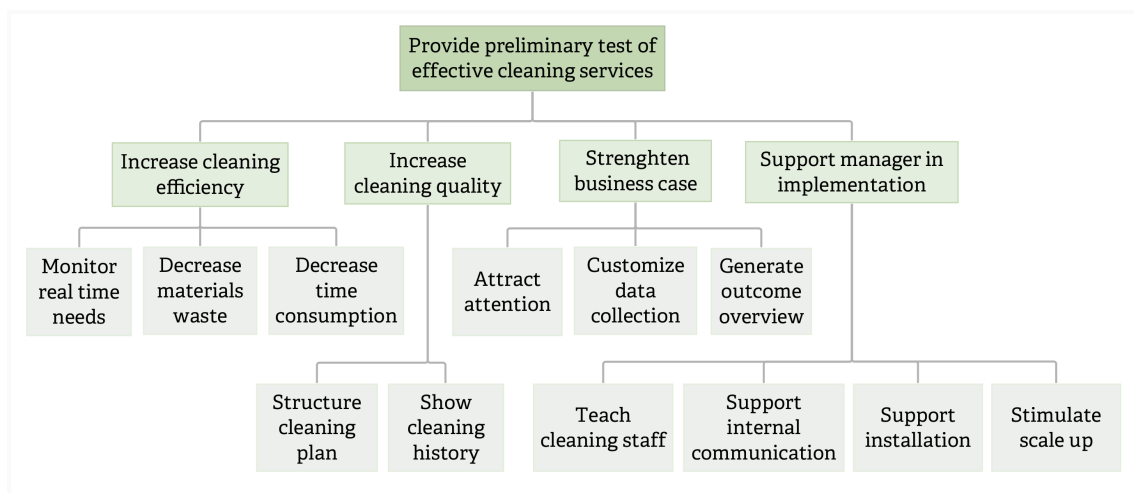 Provide preliminary test of
effective cleaning services
Increase cleaning
efficiency
Increase
cleaning quality
Strenghten
business case
Support manager in
implementation
Monitor
real time
needs
Decrease
materials
waste
Decrease
time
consumption
Attract
attention
Customize
data
collection
Generate
outcome
overview
Structure
cleaning
plan
Show
cleaning
history
Teach
cleaning staff
Support
internal
communication
Support
installation
Stimulate
scale up